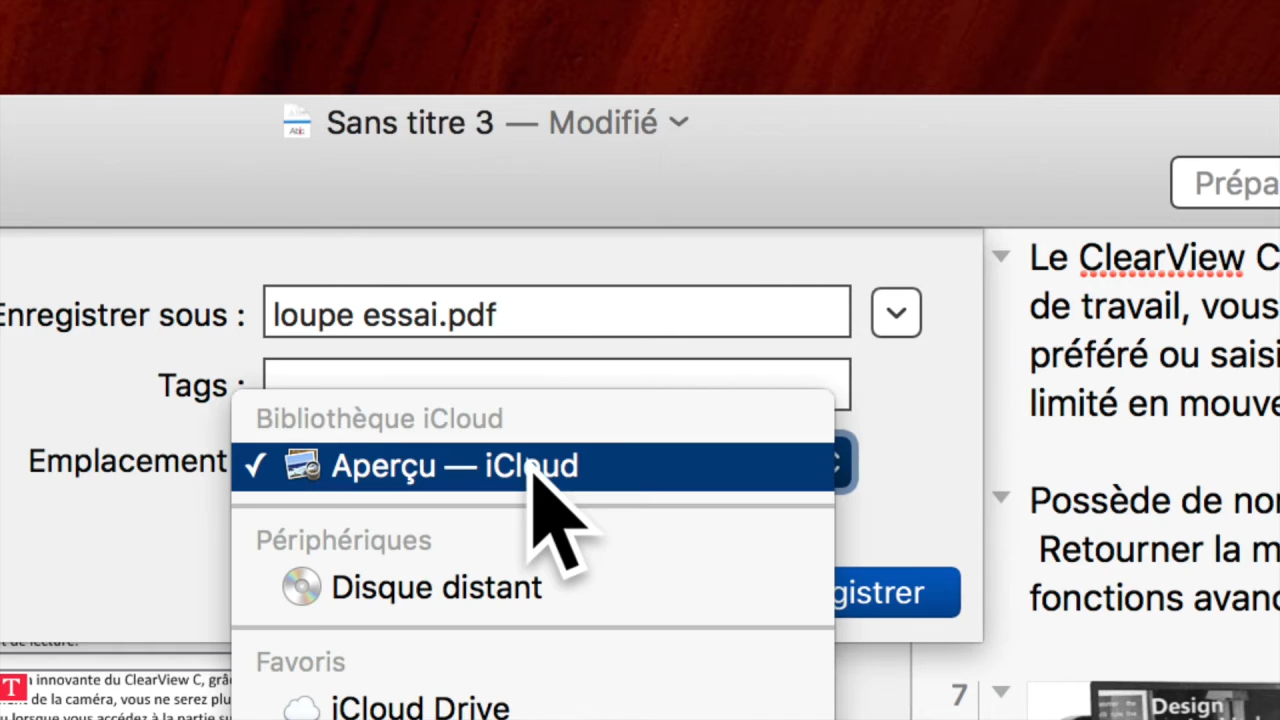 Sans titre 3 — Modifié
Prépa
Enregistrer sous :
loupe essai.pdf
Tags :
Emplacement
Bibliothèque iCloud
✓ Aperçu — iCloud
Périphériques
Disque distant
Favoris
iCloud Drive
gistrer
Le ClearView C
de travail, vous
préféré ou saisi
limité en mouve
Possède de no
Retourner la m
fonctions avanc
7
Design
t de lecture.
T
innovante du ClearView C, grâ
de la caméra, vous ne serez plu
lorsque vous accédez à la partie su